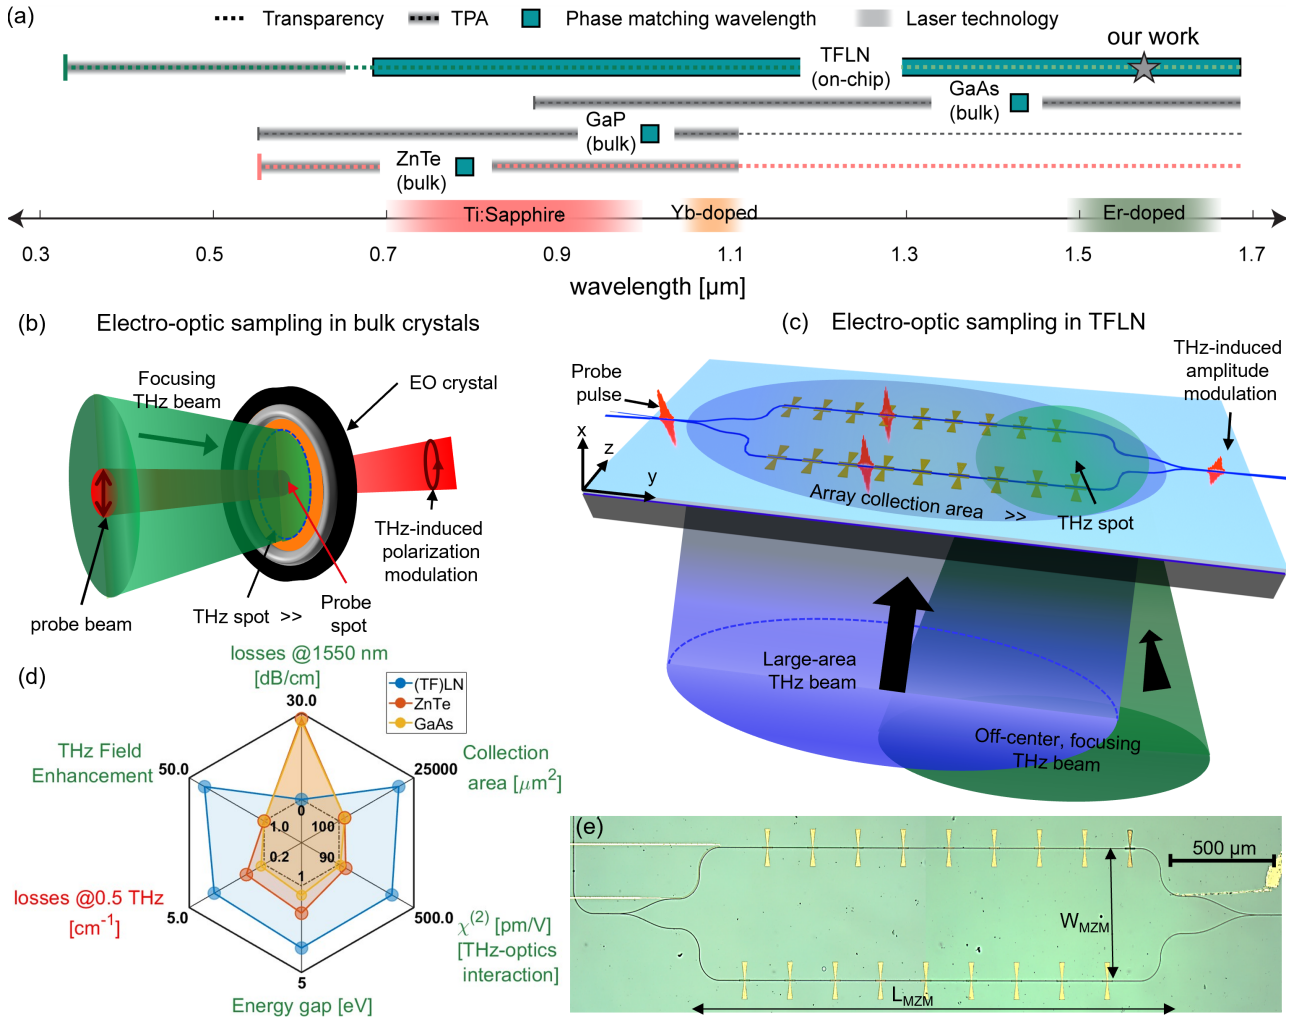 (a)
Transparency
TPA
Phase matching wavelength
Laser technology
our work
TFLN
(on-chip)
GaAs
(bulk)
GaP
(bulk)
ZnTe
(bulk)
Ti:Sapphire
Yb-doped
Er-doped
0.3 0.5 0.7 0.9 1.1 1.3 1.5 1.7
wavelength [µm]
(b) Electro-optic sampling in bulk crystals
Focusing
THz beam
EO crystal
THz-induced
polarization
modulation
THz spot >>
Probe
spot
probe beam
(c) Electro-optic sampling in TFLN
Probe
pulse
THz-induced
amplitude
modulation
x
z
y
Array collection area >>
THz spot
Large-area
THz beam
Off-center, focusing
THz beam
(d)
losses @1550 nm
[dB/cm]
30.0
(TF)LN
ZnTe
GaAs
THz Field
Enhancement
50.0
Collection
area [µm²]
25000
0
1.0
100
0.2
90
1
losses @0.5 THz
[cm⁻¹]
5.0
500.0
χ⁽²⁾ [pm/V]
[THz-optics
interaction]
5
Energy gap [eV]
(e)
500 µm
W_MZM
L_MZM